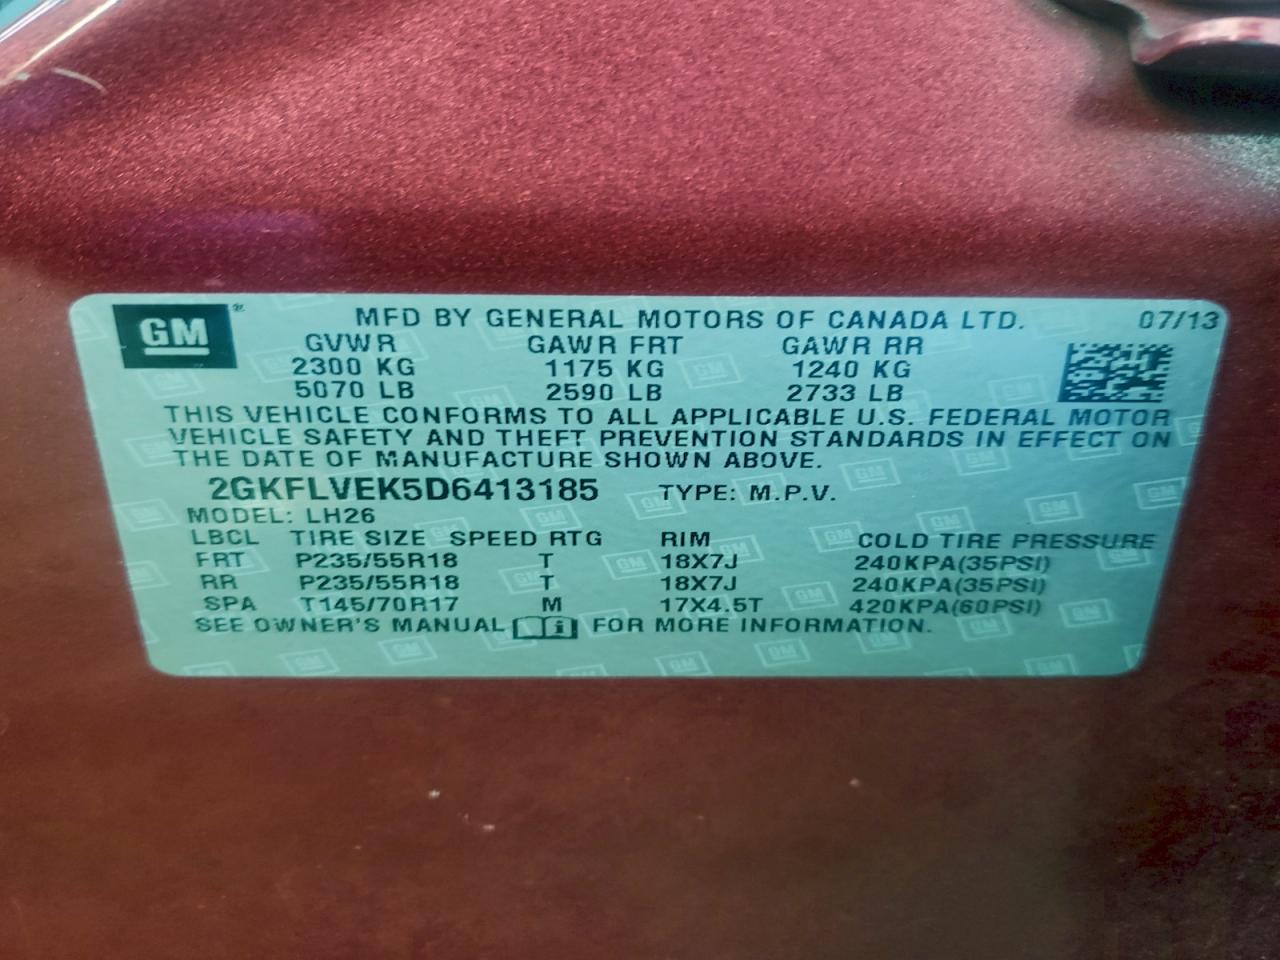 GM® MFD BY GENERAL MOTORS OF CANADA LTD. 07/13
GVWR GAWR FRT GAWR RR
2300 KG 1175 KG 1240 KG
5070 LB 2590 LB 2733 LB
THIS VEHICLE CONFORMS TO ALL APPLICABLE U.S. FEDERAL MOTOR
VEHICLE SAFETY AND THEFT PREVENTION STANDARDS IN EFFECT ON
THE DATE OF MANUFACTURE SHOWN ABOVE.
2GKFLVEK5D6413185 TYPE: M.P.V.
MODEL: LH26
LBCL TIRE SIZE SPEED RTG RIM COLD TIRE PRESSURE
FRT P235/55R18 T 18X7J 240KPA(35PSI)
RR P235/55R18 T 18X7J 240KPA(35PSI)
SPA T145/70R17 M 17X4.5T 420KPA(60PSI)
SEE OWNER'S MANUAL i FOR MORE INFORMATION.